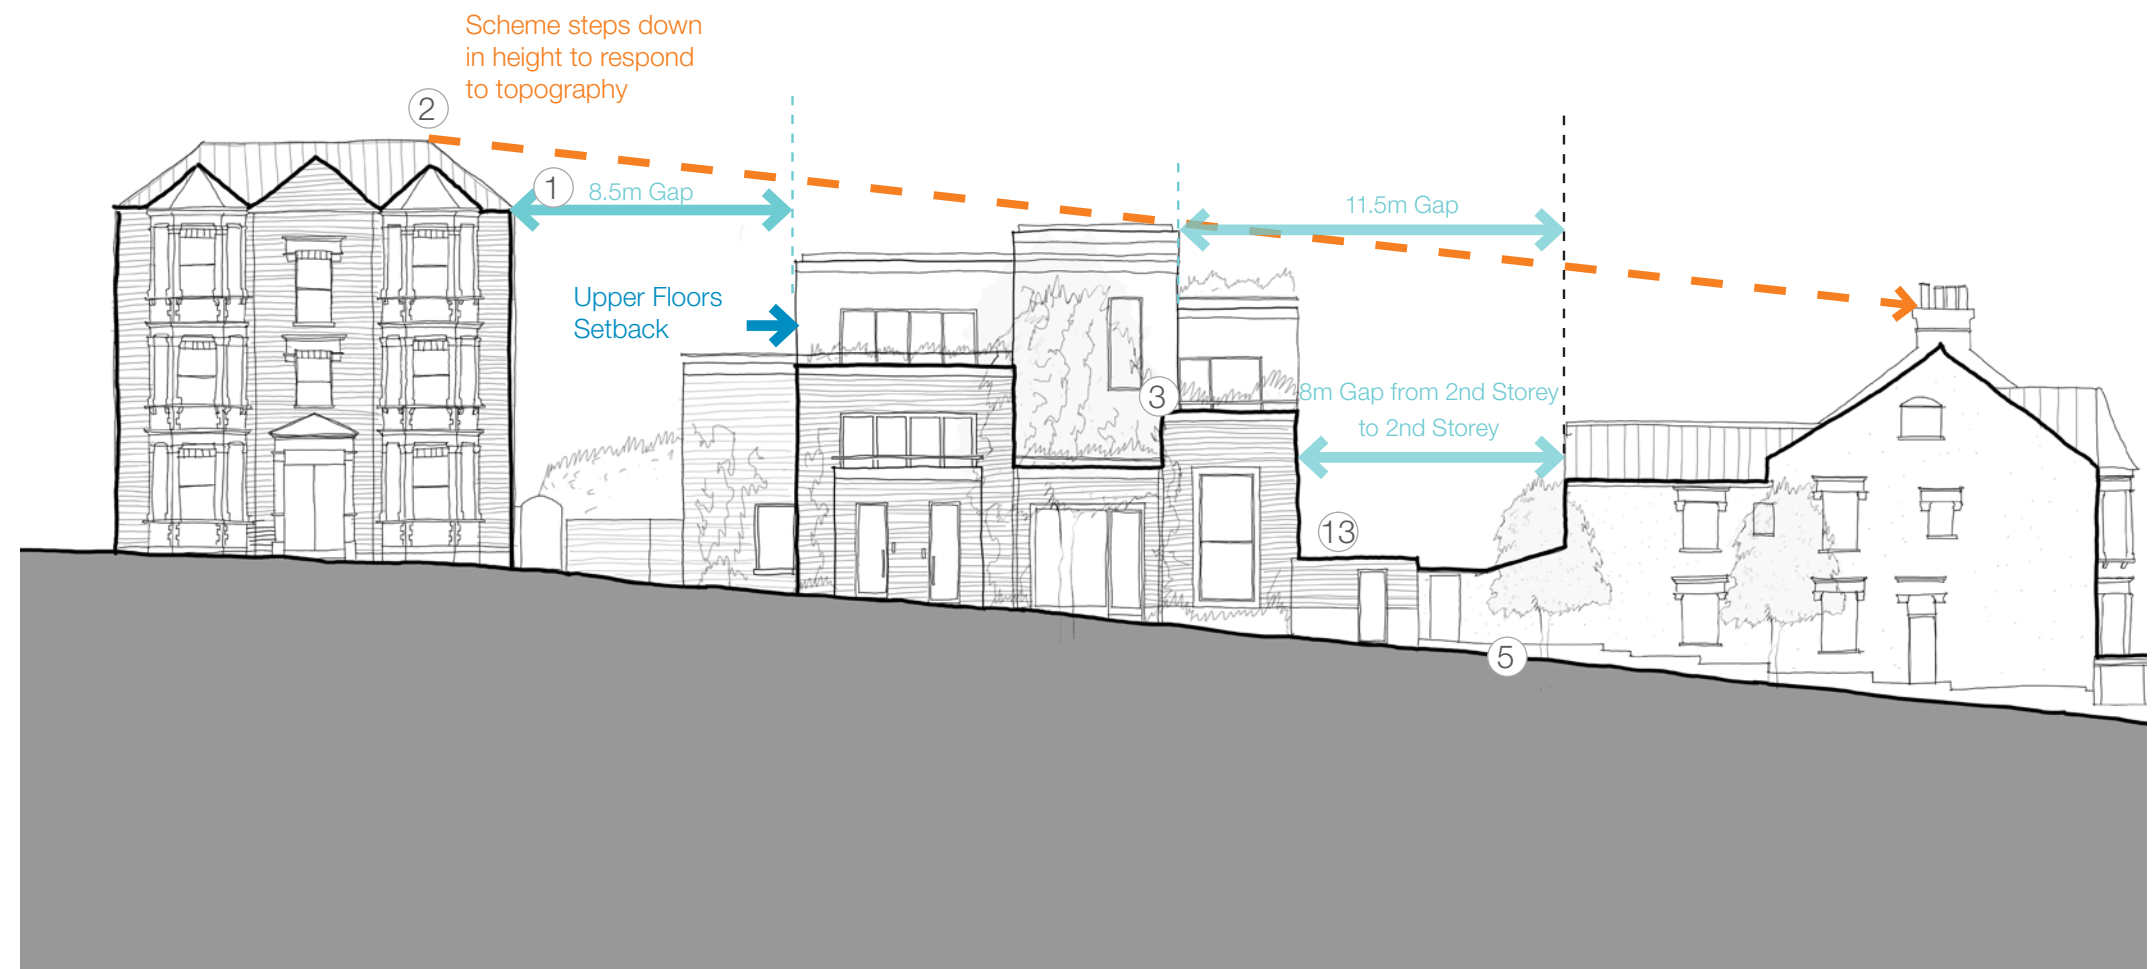 Scheme steps down
in height to respond
to topography
2
1
8.5m Gap
11.5m Gap
Upper Floors
Setback
3
8m Gap from 2nd Storey
to 2nd Storey
13
5